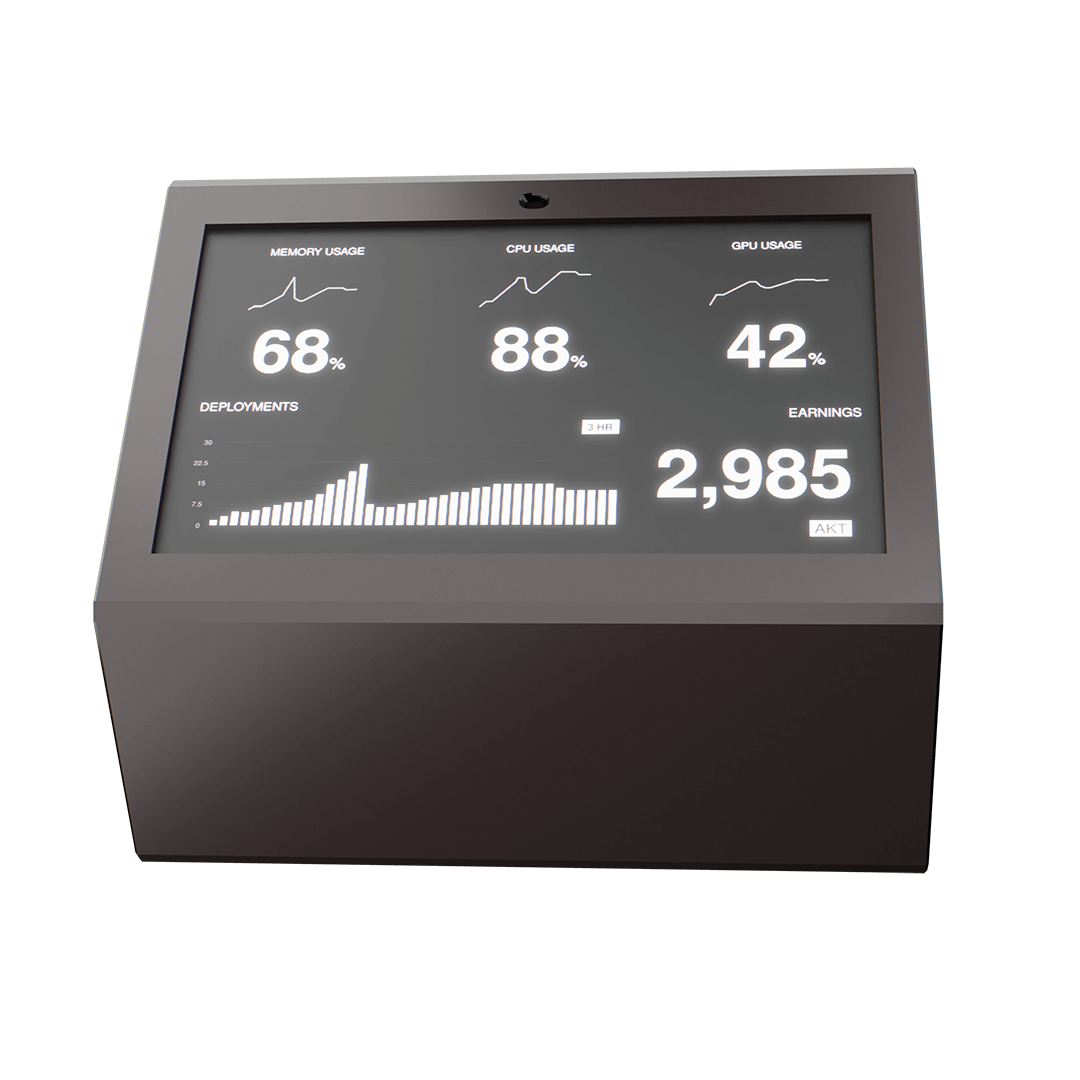 MEMORY USAGE
68%
CPU USAGE
88%
GPU USAGE
42%
DEPLOYMENTS
3 HR
30
22.5
15
7.5
0
EARNINGS
2,985
AKT